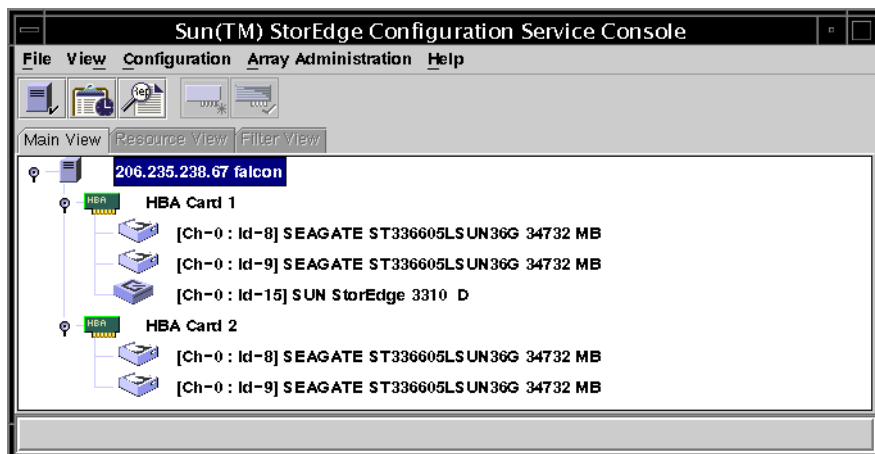 Sun(TM) StorEdge Configuration Service Console
File View Configuration Array Administration Help
Rep
Main View Resource View Filter View
206.235.238.67 falcon
HBA HBA Card 1
[Ch-0 : Id-8] SEAGATE ST336605LSUN36G 34732 MB
[Ch-0 : Id-9] SEAGATE ST336605LSUN36G 34732 MB
[Ch-0 : Id-15] SUN StorEdge 3310 D
HBA HBA Card 2
[Ch-0 : Id-8] SEAGATE ST336605LSUN36G 34732 MB
[Ch-0 : Id-9] SEAGATE ST336605LSUN36G 34732 MB